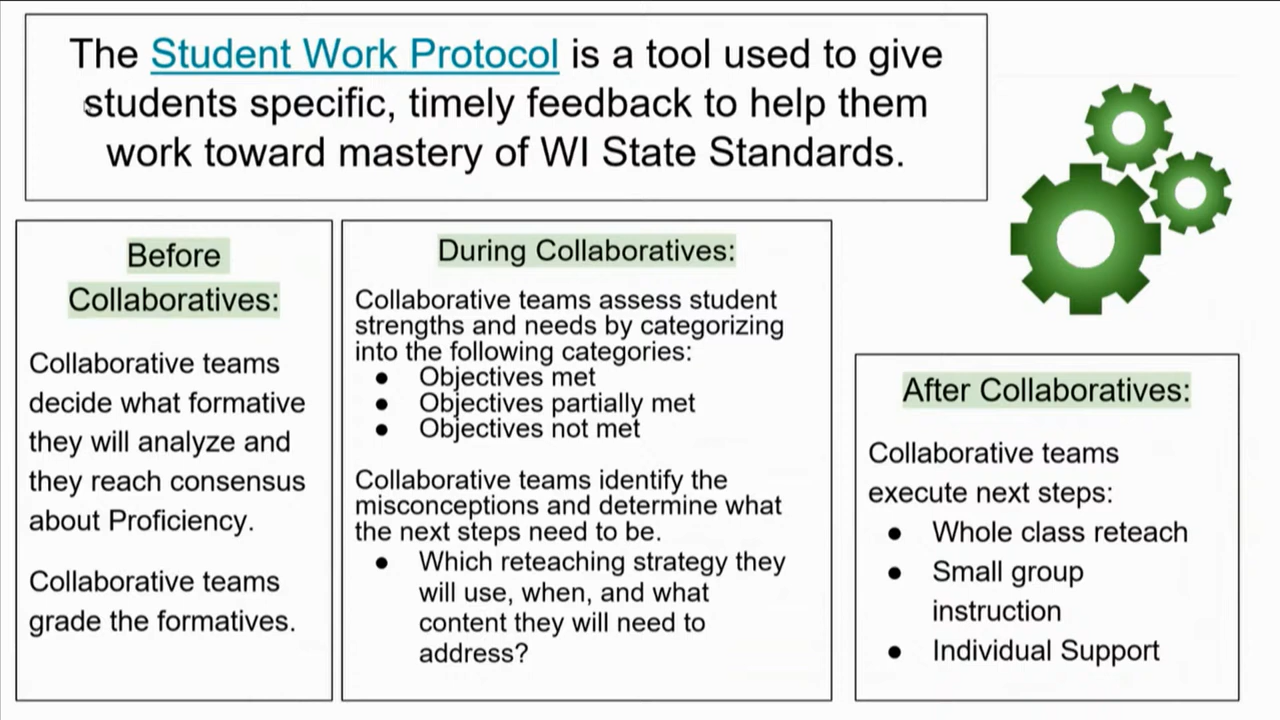 The Student Work Protocol is a tool used to give
students specific, timely feedback to help them
work toward mastery of WI State Standards.
Before
Collaboratives:
Collaborative teams
decide what formative
they will analyze and
they reach consensus
about Proficiency.
Collaborative teams
grade the formatives.
During Collaboratives:
Collaborative teams assess student
strengths and needs by categorizing
into the following categories:
● Objectives met
● Objectives partially met
● Objectives not met
Collaborative teams identify the
misconceptions and determine what
the next steps need to be.
● Which reteaching strategy they
will use, when, and what
content they will need to
address?
After Collaboratives:
Collaborative teams
execute next steps:
● Whole class reteach
● Small group
instruction
● Individual Support